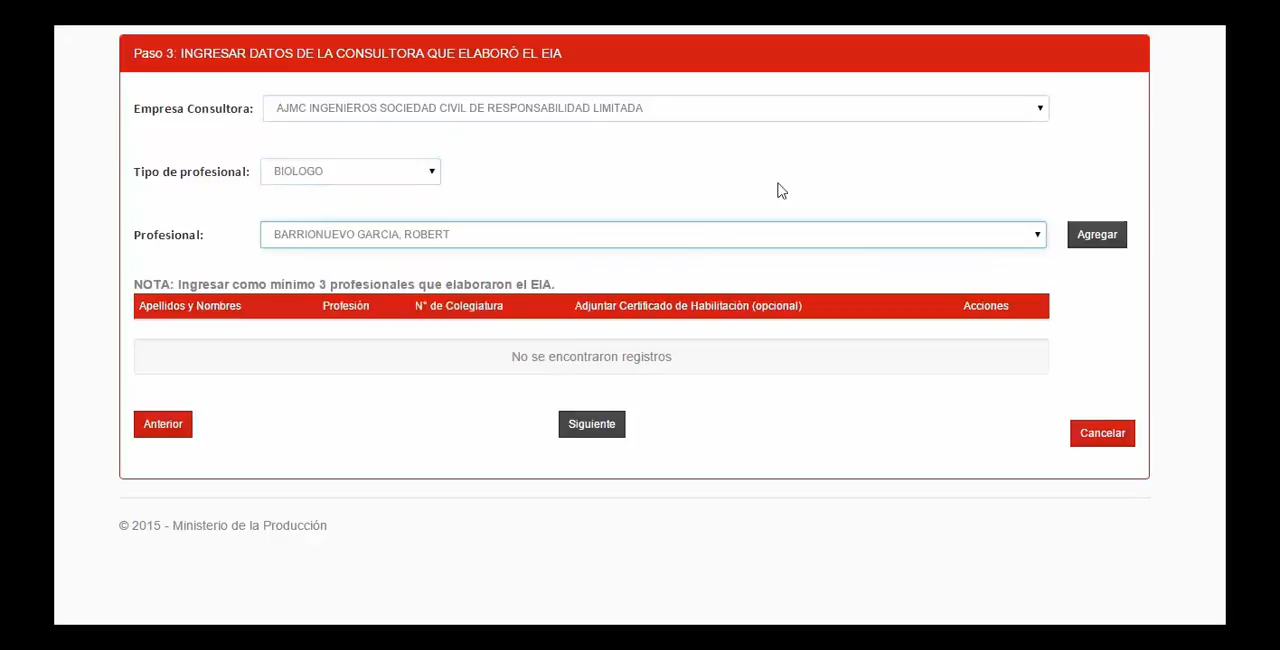 Paso 3: INGRESAR DATOS DE LA CONSULTORA QUE ELABORÓ EL EIA
Empresa Consultora: AJMC INGENIEROS SOCIEDAD CIVIL DE RESPONSABILIDAD LIMITADA
Tipo de profesional: BIOLOGO
Profesional: BARRIONUEVO GARCIA, ROBERT Agregar
NOTA: Ingresar como mínimo 3 profesionales que elaboraron el EIA.
Apellidos y Nombres Profesión N° de Colegiatura Adjuntar Certificado de Habilitación (opcional) Acciones
No se encontraron registros
Anterior Siguiente Cancelar
© 2015 - Ministerio de la Producción